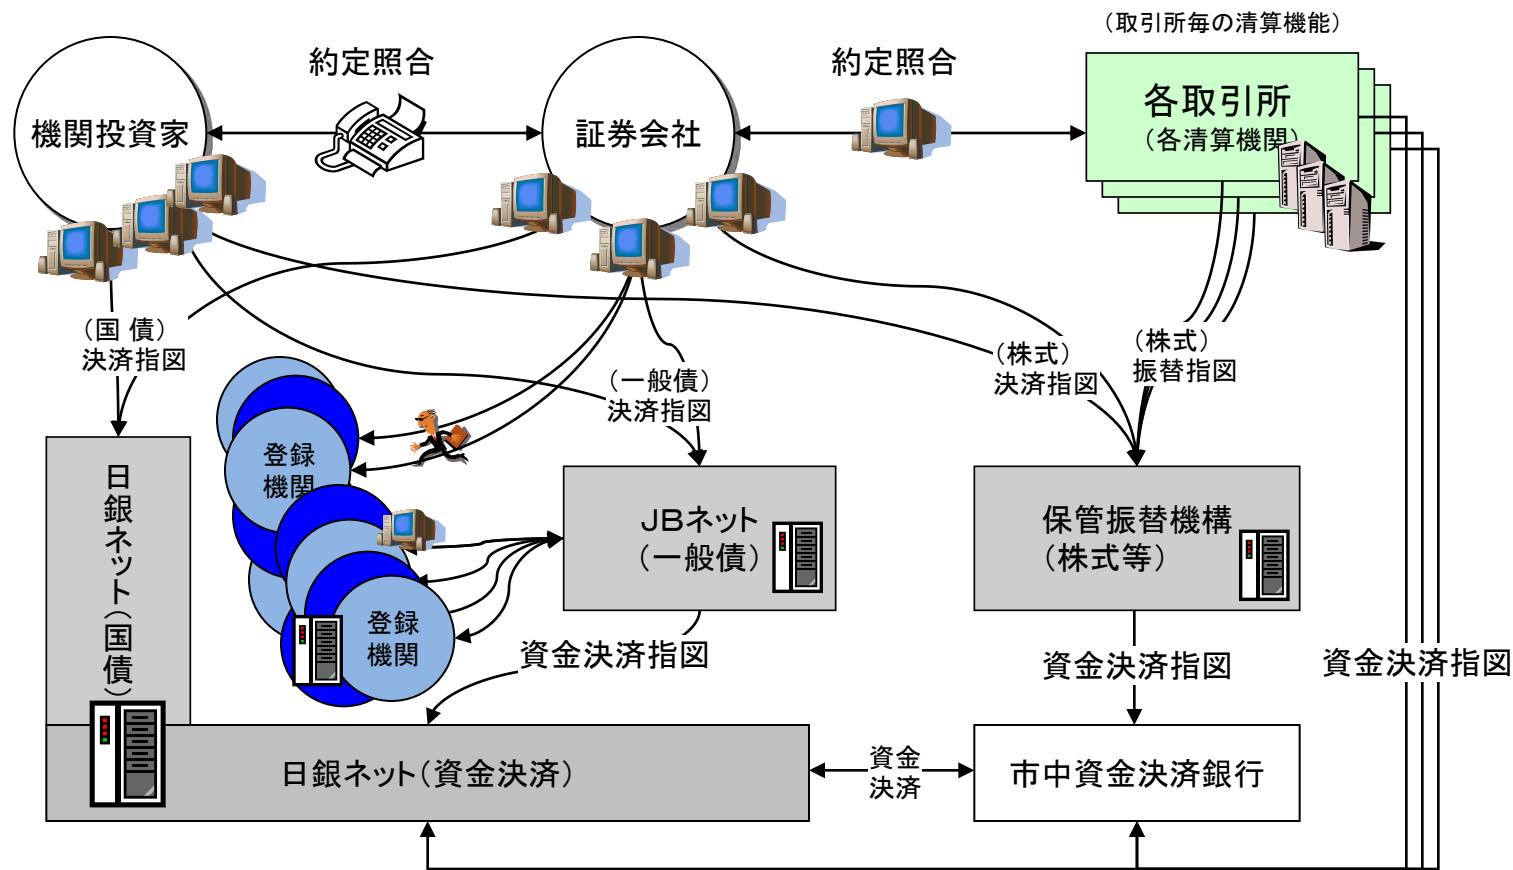 （取引所毎の清算機能）
約定照合
約定照合
機関投資家
証券会社
各取引所
（各清算機関）
（国 債）
決済指図
（一般債）
決済指図
（株式）
決済指図
（株式）
振替指図
登録
機関
日銀ネット（国債）
JBネット
（一般債）
保管振替機構
（株式等）
登録
機関
資金決済指図
資金決済指図
資金決済指図
日銀ネット（資金決済）
資金
決済
市中資金決済銀行